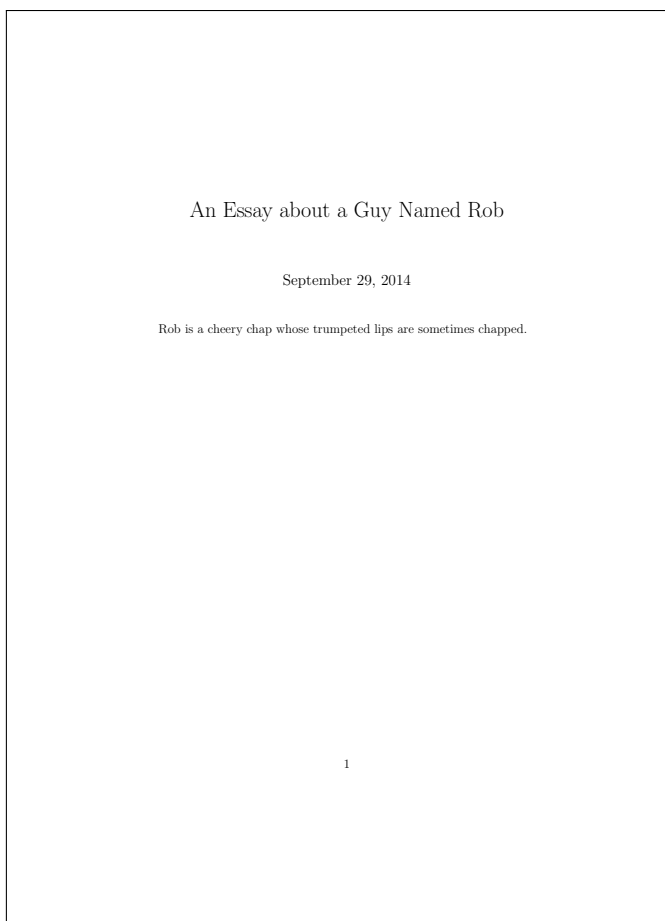 An Essay about a Guy Named Rob
September 29, 2014
Rob is a cheery chap whose trumpeted lips are sometimes chapped.
1